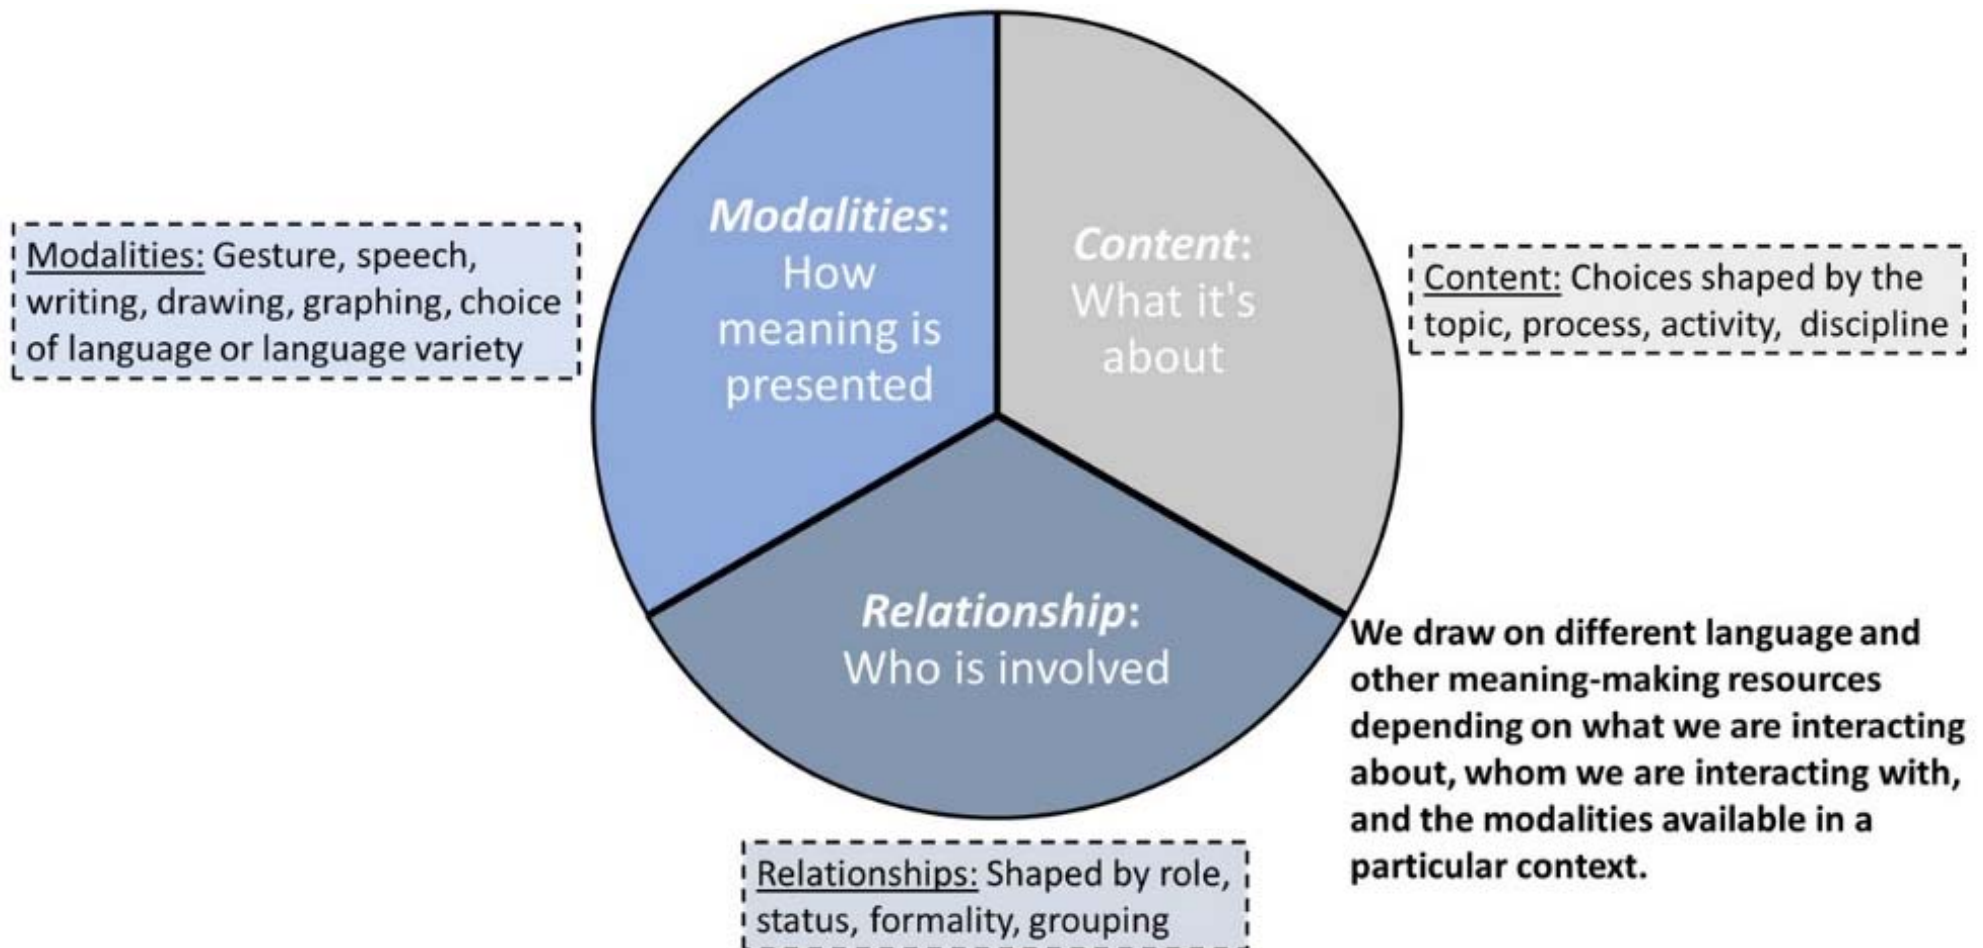 Modalities:
How
meaning is
presented
Content:
What it's
about
Relationship:
Who is involved
Modalities: Gesture, speech,
writing, drawing, graphing, choice
of language or language variety
Content: Choices shaped by the
topic, process, activity, discipline
We draw on different language and
other meaning-making resources
depending on what we are interacting
about, whom we are interacting with,
and the modalities available in a
particular context.
Relationships: Shaped by role,
status, formality, grouping